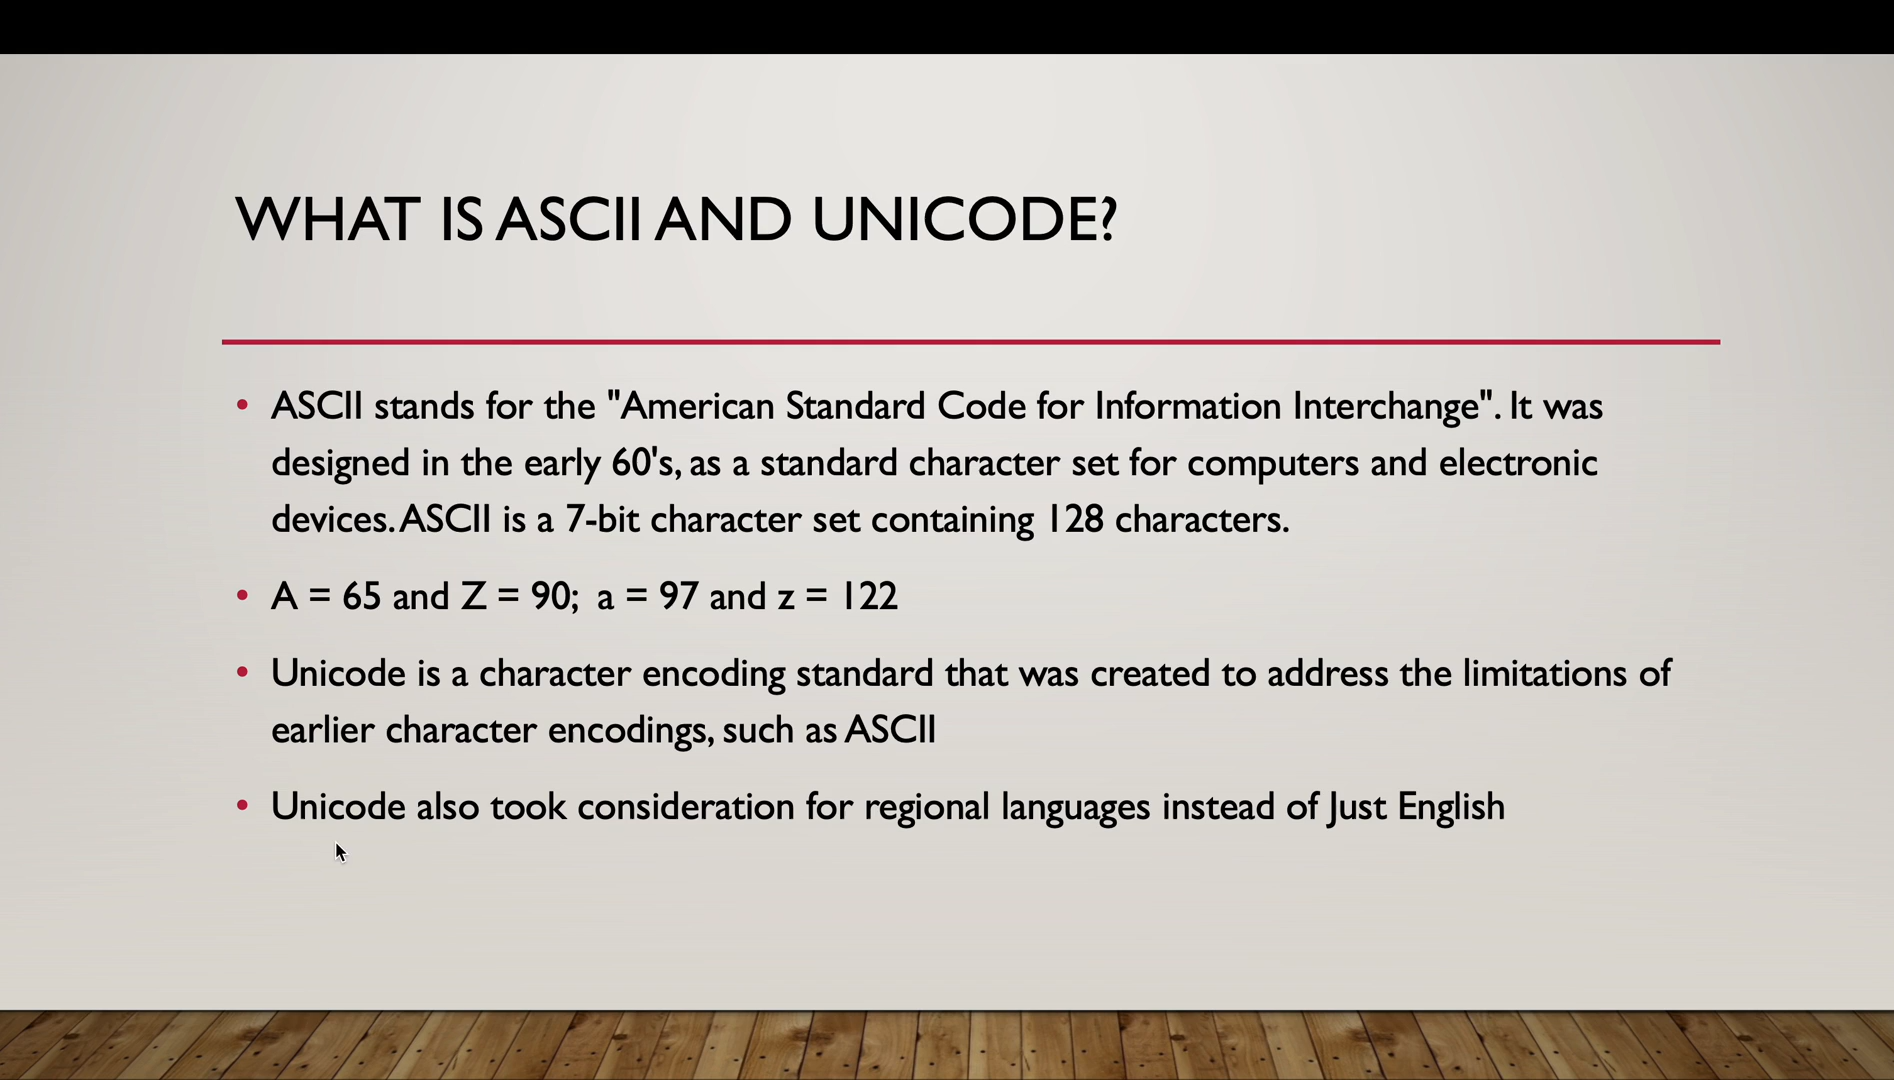 WHAT IS ASCII AND UNICODE?
• ASCII stands for the "American Standard Code for Information Interchange". It was
designed in the early 60's, as a standard character set for computers and electronic
devices. ASCII is a 7-bit character set containing 128 characters.
• A = 65 and Z = 90;  a = 97 and z = 122
• Unicode is a character encoding standard that was created to address the limitations of
earlier character encodings, such as ASCII
• Unicode also took consideration for regional languages instead of Just English